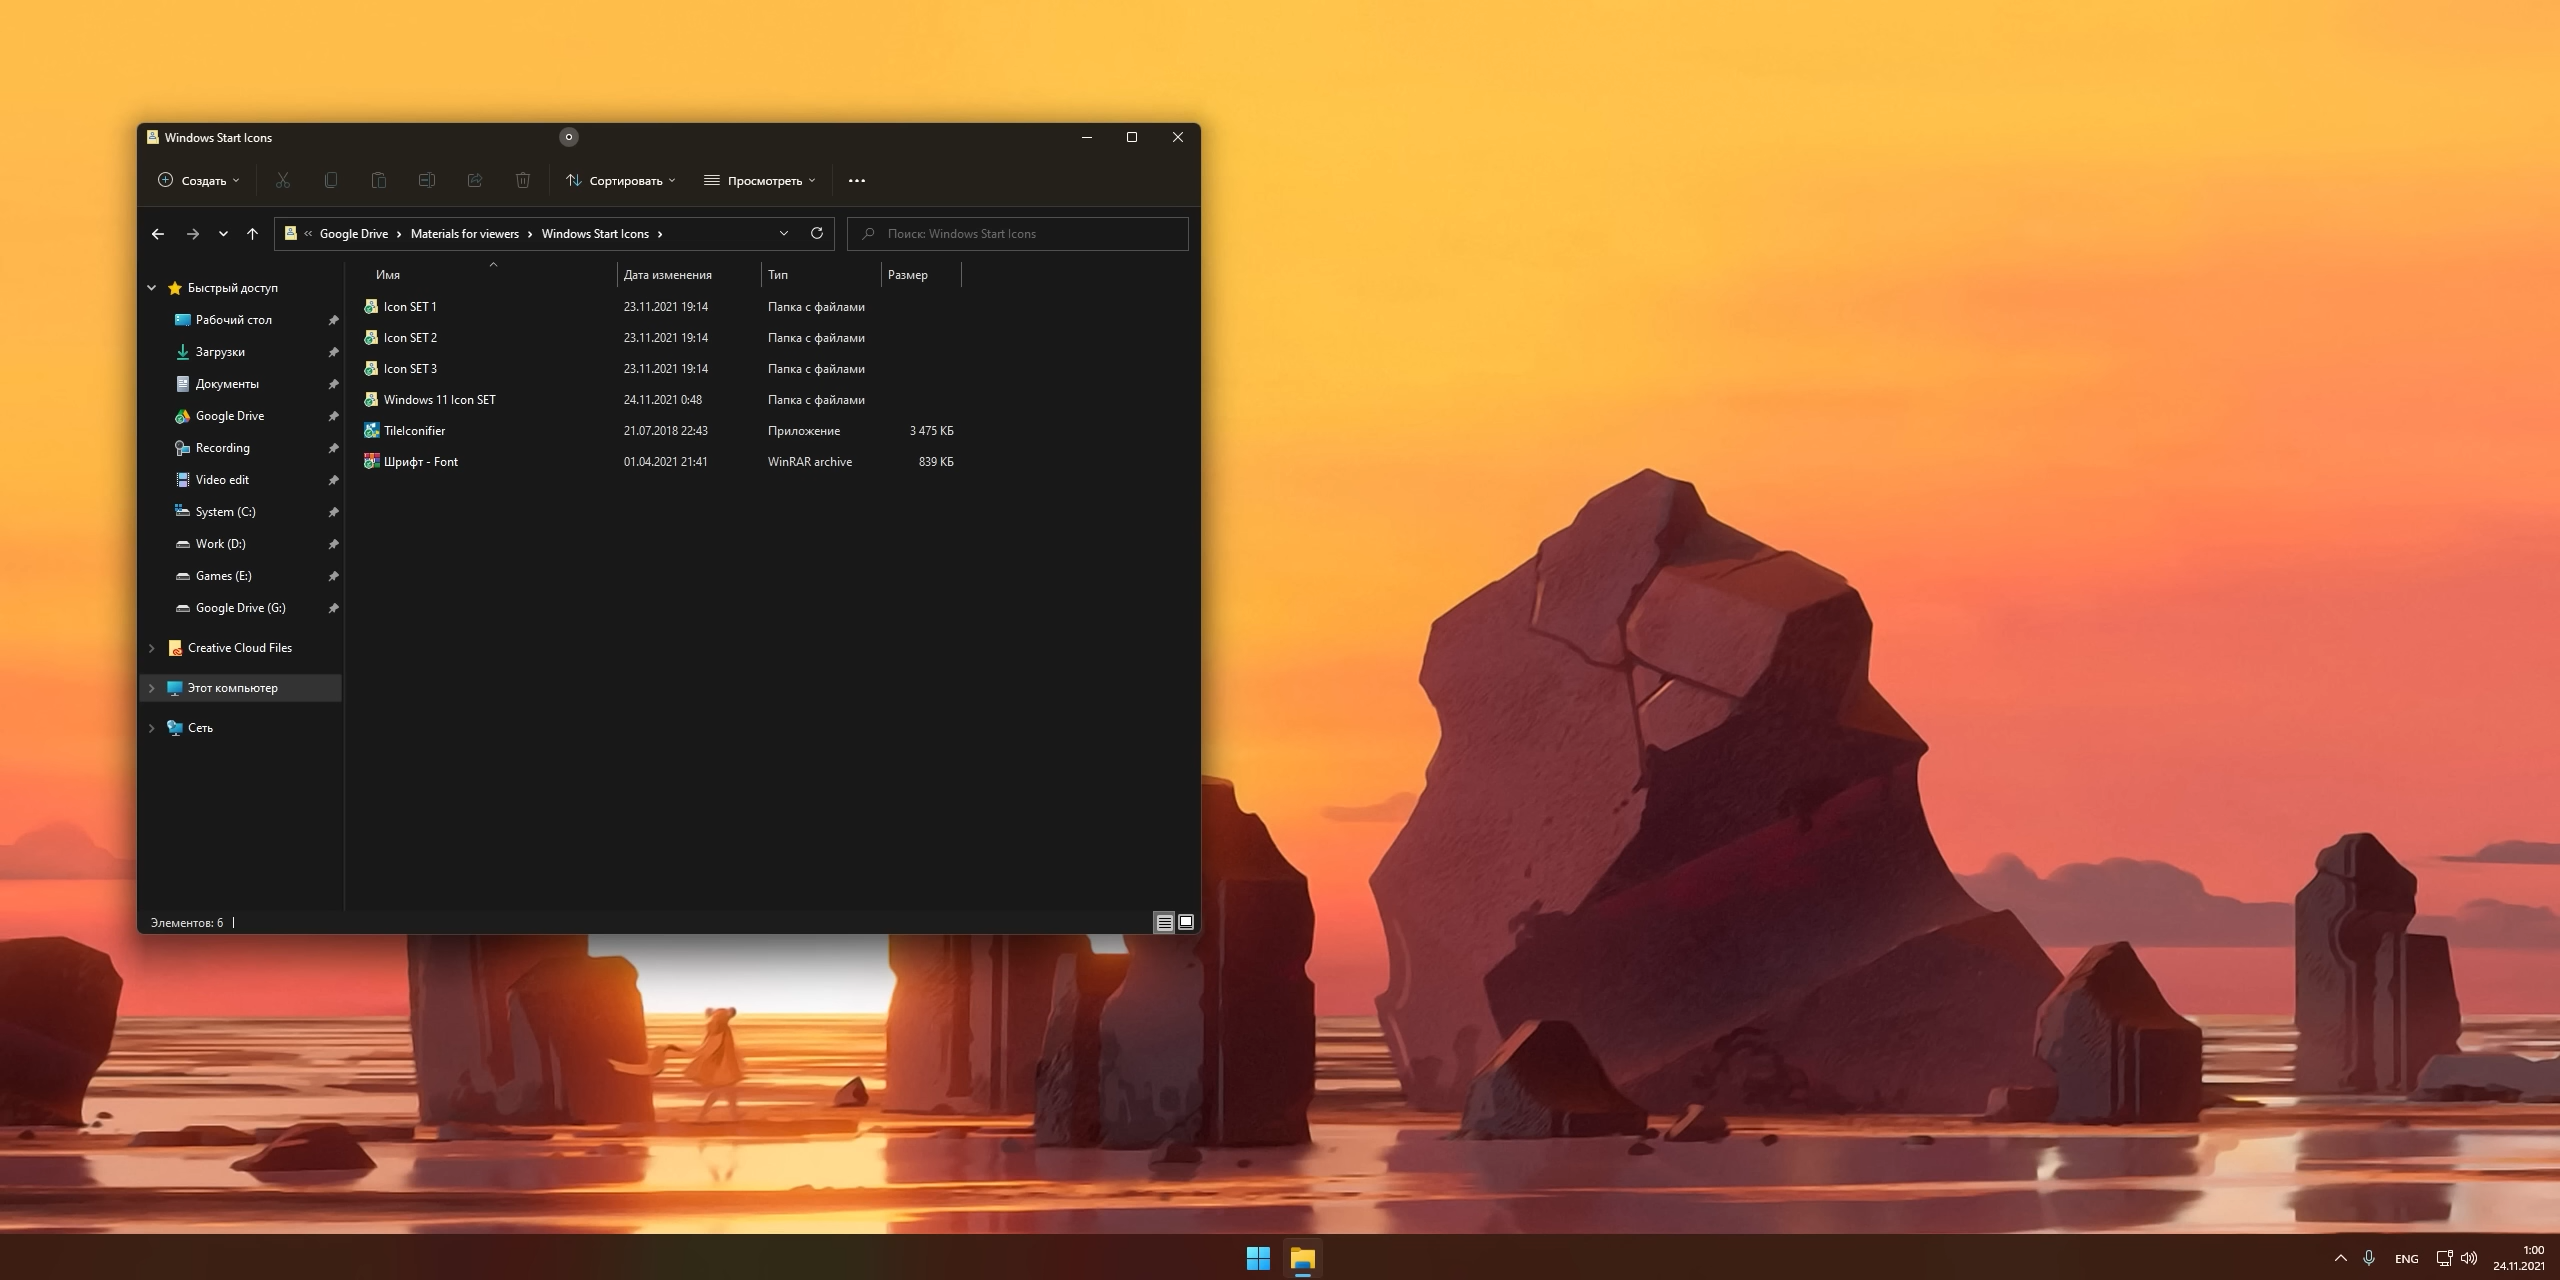 Windows Start Icons
Создать Сортировать Просмотреть
« Google Drive › Materials for viewers › Windows Start Icons › Поиск: Windows Start Icons
Имя Дата изменения Тип Размер
Icon SET 1 23.11.2021 19:14 Папка с файлами
Icon SET 2 23.11.2021 19:14 Папка с файлами
Icon SET 3 23.11.2021 19:14 Папка с файлами
Windows 11 Icon SET 24.11.2021 0:48 Папка с файлами
TileIconifier 21.07.2018 22:43 Приложение 3 475 КБ
Шрифт - Font 01.04.2021 21:41 WinRAR archive 839 КБ
Быстрый доступ
Рабочий стол
Загрузки
Документы
Google Drive
Recording
Video edit
System (C:)
Work (D:)
Games (E:)
Google Drive (G:)
Creative Cloud Files
Этот компьютер
Сеть
Элементов: 6
ENG
1:00
24.11.2021